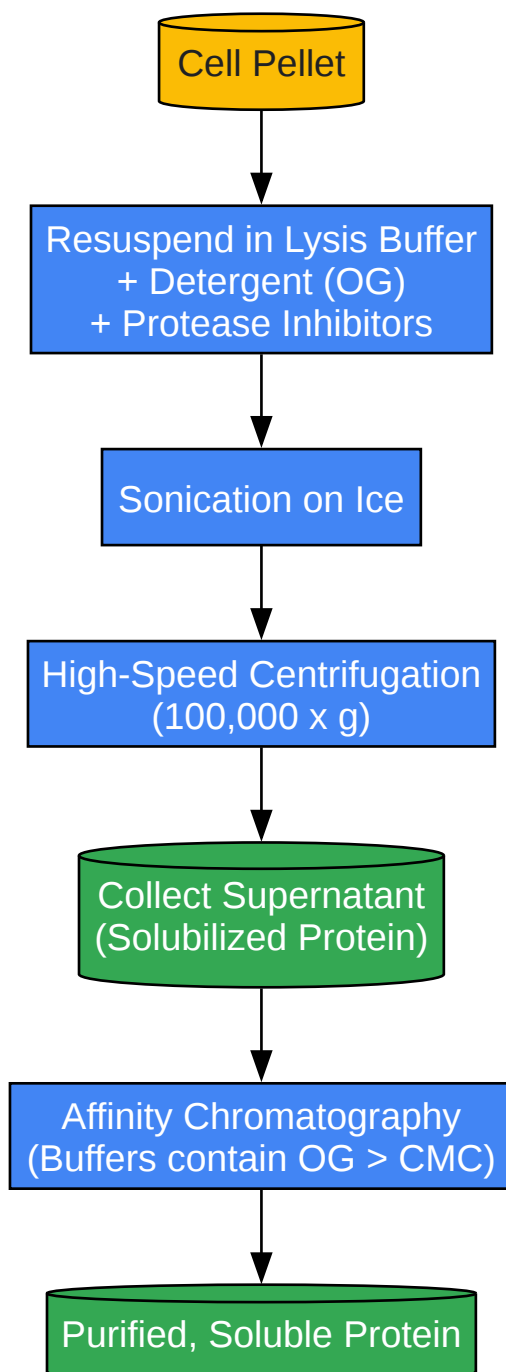 Cell Pellet
Resuspend in Lysis Buffer
+ Detergent (OG)
+ Protease Inhibitors
Sonication on Ice
High-Speed Centrifugation
(100,000 x g)
Collect Supernatant
(Solubilized Protein)
Affinity Chromatography
(Buffers contain OG > CMC)
Purified, Soluble Protein